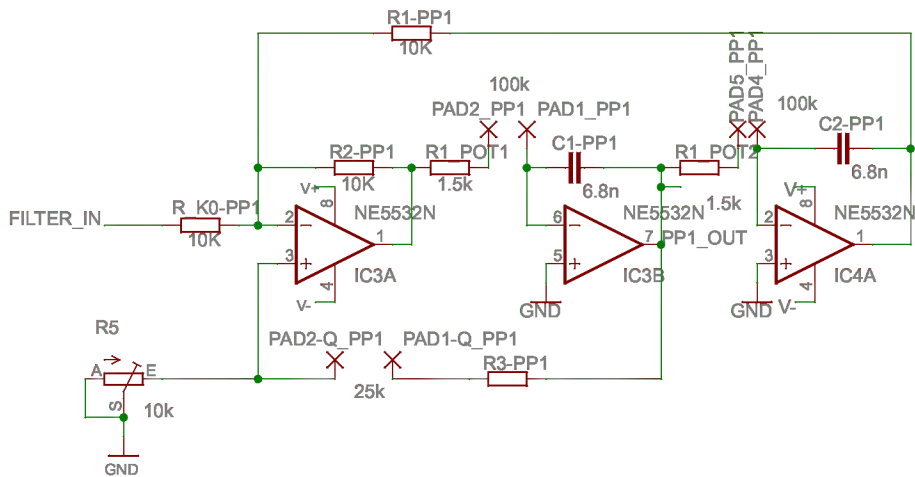 R1-PP1
10K
100k
PAD2_PP1
PAD1_PP1
PAD5_PP1
PAD4_PP1
100k
C1-PP1
C2-PP1
R2-PP1
R1_POT1
R1_POT2
10K
1.5k
6.8n
1.5k
6.8n
FILTER_IN
R_K0-PP1
10K
V+
8
NE5532N
2
1
3
4
V-
IC3A
NE5532N
6
7
5
PP1_OUT
IC3B
GND
V+
8
NE5532N
2
1
3
4
V-
IC4A
GND
R5
PAD2-Q_PP1
PAD1-Q_PP1
R3-PP1
A
E
S
25k
10k
GND